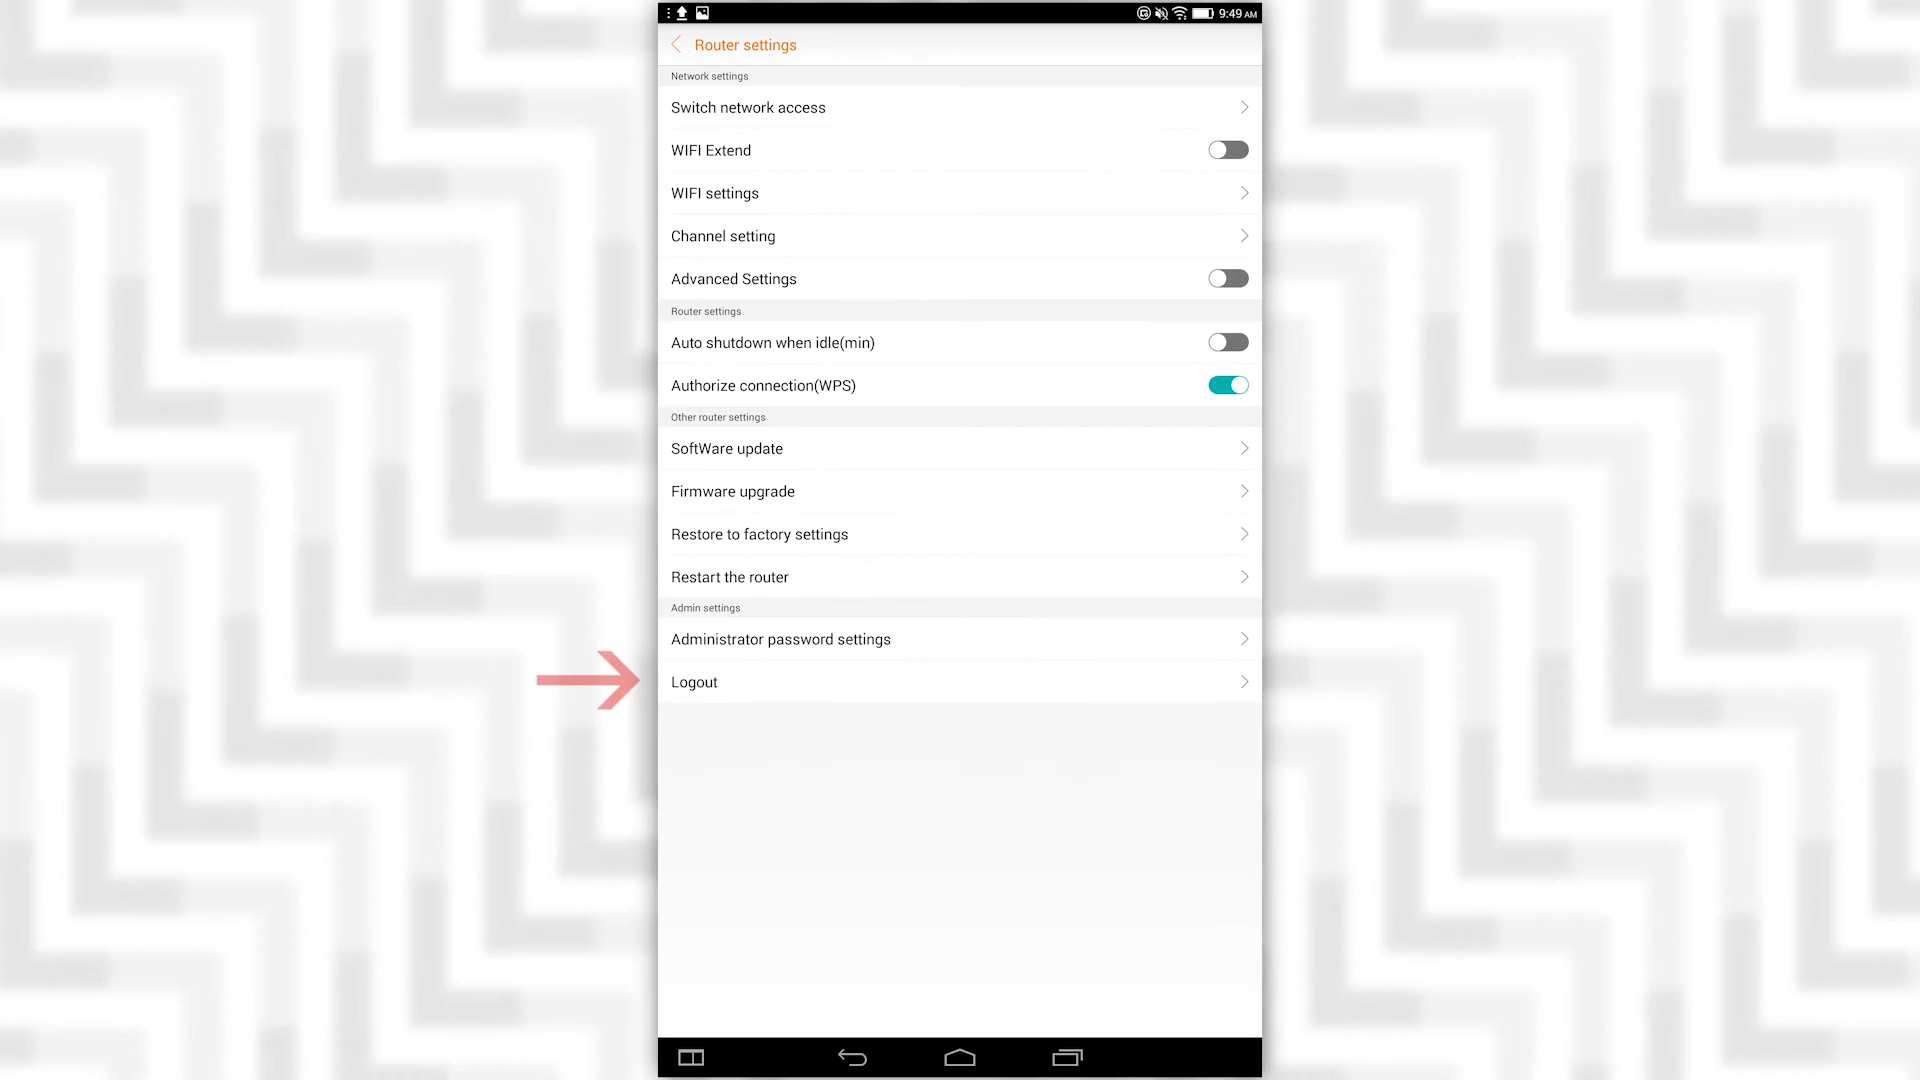 9:49 AM
Router settings
Network settings
Switch network access
WIFI Extend
WIFI settings
Channel setting
Advanced Settings
Router settings
Auto shutdown when idle(min)
Authorize connection(WPS)
Other router settings
SoftWare update
Firmware upgrade
Restore to factory settings
Restart the router
Admin settings
Administrator password settings
Logout